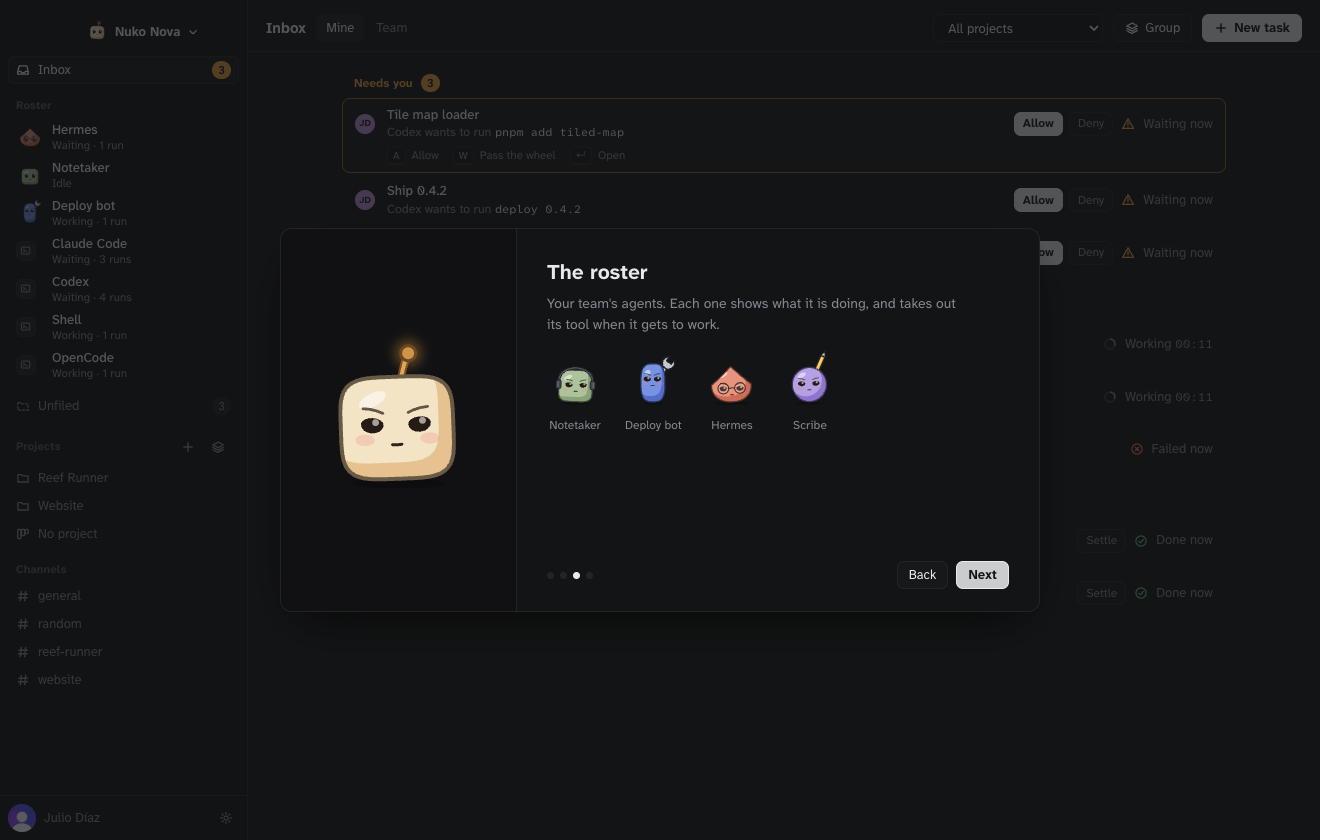 Nuko Nova
Inbox
3
Roster
Hermes
Waiting · 1 run
Notetaker
Idle
Deploy bot
Working · 1 run
Claude Code
Waiting · 3 runs
Codex
Waiting · 4 runs
Shell
Working · 1 run
OpenCode
Working · 1 run
Unfiled
3
Projects
Reef Runner
Website
No project
Channels
# general
# random
# reef-runner
# website
Julio Díaz
Inbox Mine Team
All projects
Group
+ New task
Needs you 3
JD
Tile map loader
Codex wants to run pnpm add tiled-map
A Allow W Pass the wheel ↵ Open
Allow Deny Waiting now
JD
Ship 0.4.2
Codex wants to run deploy 0.4.2
Allow Deny Waiting now
Deny Waiting now
Working 00:11
Working 00:11
Failed now
Settle Done now
Settle Done now
The roster
Your team's agents. Each one shows what it is doing, and takes out
its tool when it gets to work.
Notetaker Deploy bot Hermes Scribe
Back Next